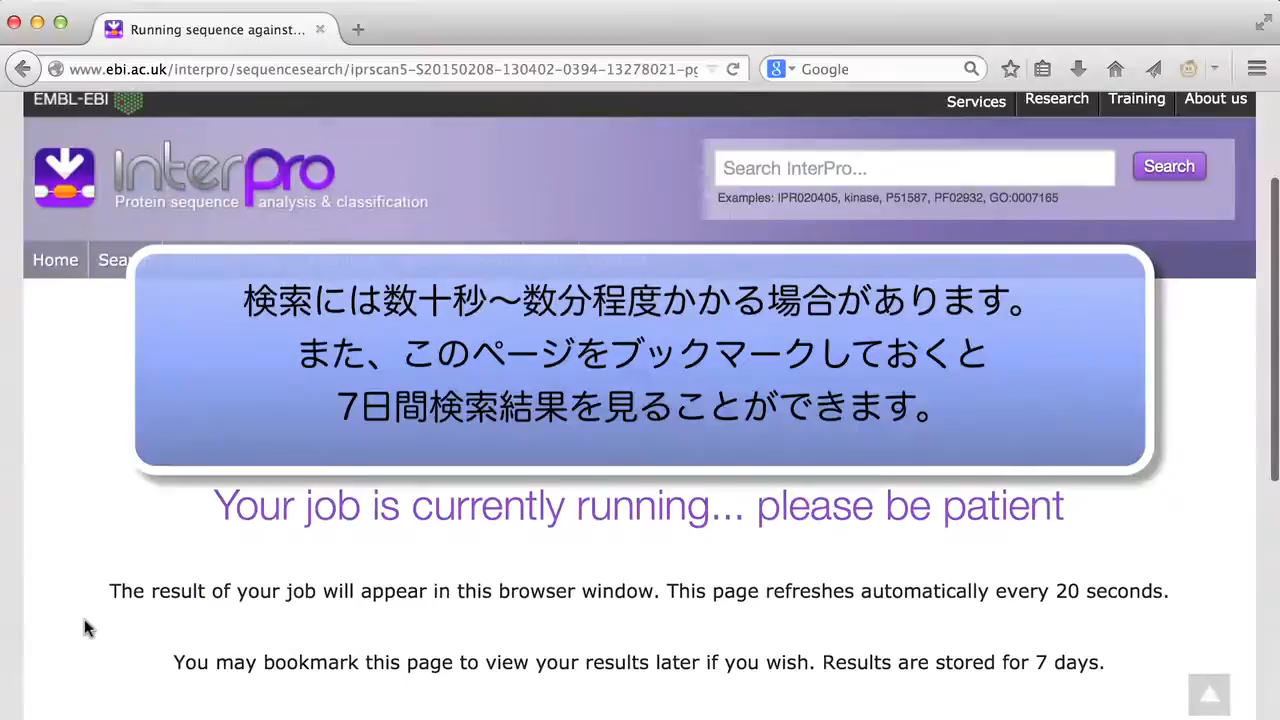 Running sequence against...
www.ebi.ac.uk/interpro/sequencesearch/iprscan5-S20150208-130402-0394-13278021-pg
Google
EMBL-EBI
Services Research Training About us
InterPro
Protein sequence analysis & classification
Search InterPro...
Search
Examples: IPR020405, kinase, P51587, PF02932, GO:0007165
Home
検索には数十秒〜数分程度かかる場合があります。
また、このページをブックマークしておくと
7日間検索結果を見ることができます。
Your job is currently running... please be patient
The result of your job will appear in this browser window. This page refreshes automatically every 20 seconds.
You may bookmark this page to view your results later if you wish. Results are stored for 7 days.